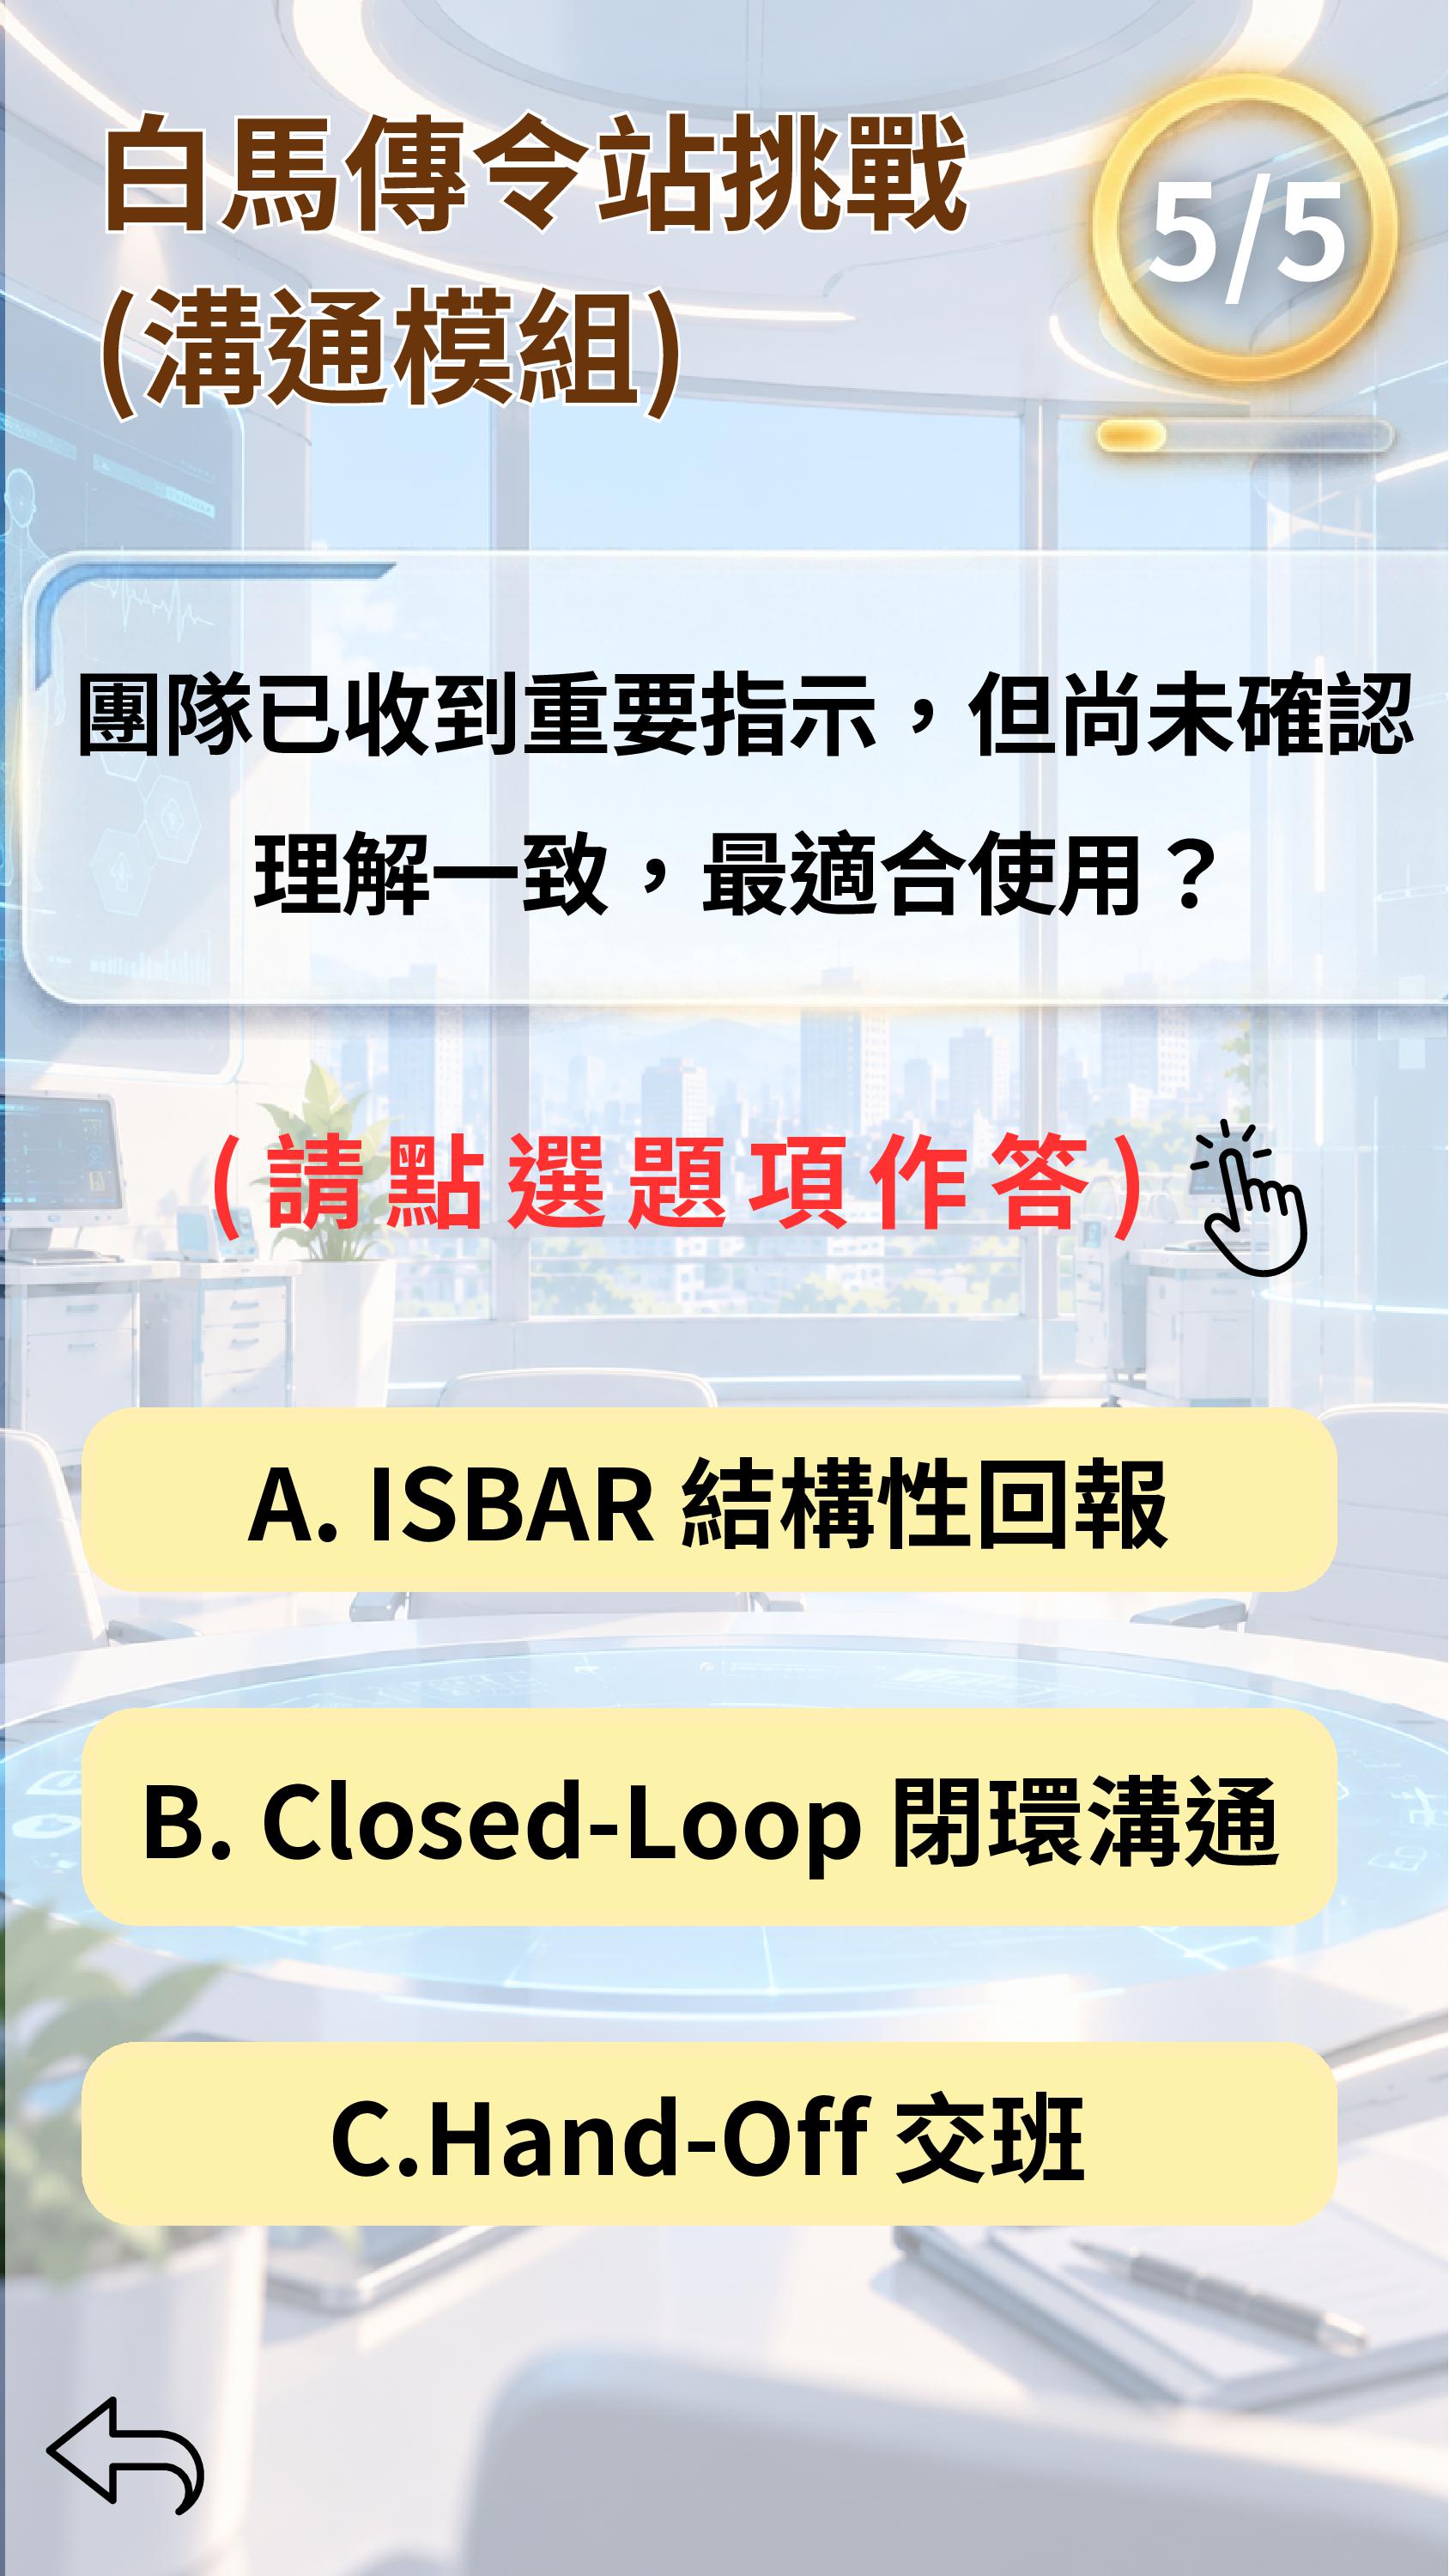 白馬傳令站挑戰
(溝通模組)
5/5
團隊已收到重要指示，但尚未確認
理解一致，最適合使用？
(請點選題項作答)
A. ISBAR 結構性回報
B. Closed-Loop 閉環溝通
C.Hand-Off 交班